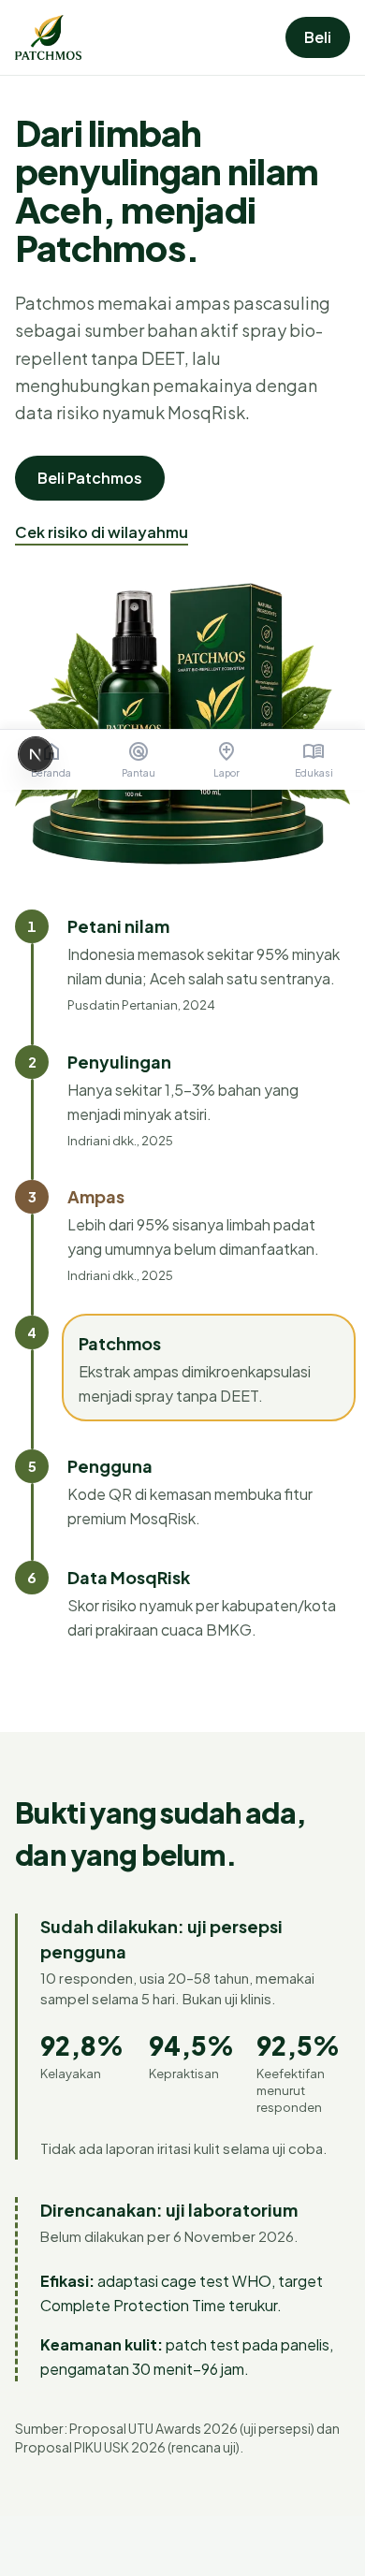 PATCHMOS
Beli
Dari limbah
penyulingan nilam
Aceh, menjadi
Patchmos.
Patchmos memakai ampas pascasuling
sebagai sumber bahan aktif spray bio-
repellent tanpa DEET, lalu
menghubungkan pemakainya dengan
data risiko nyamuk MosqRisk.
Beli Patchmos
Cek risiko di wilayahmu
PATCHMOS
SMART BIO-REPELLENT ECOSYSTEM
NATURAL INGREDIENTS
PATCHMOS
N
Beranda
Pantau
Lapor
Edukasi
100 mL
100 mL
1
Petani nilam
Indonesia memasok sekitar 95% minyak
nilam dunia; Aceh salah satu sentranya.
Pusdatin Pertanian, 2024
2
Penyulingan
Hanya sekitar 1,5–3% bahan yang
menjadi minyak atsiri.
Indriani dkk., 2025
3
Ampas
Lebih dari 95% sisanya limbah padat
yang umumnya belum dimanfaatkan.
Indriani dkk., 2025
4
Patchmos
Ekstrak ampas dimikroenkapsulasi
menjadi spray tanpa DEET.
5
Pengguna
Kode QR di kemasan membuka fitur
premium MosqRisk.
6
Data MosqRisk
Skor risiko nyamuk per kabupaten/kota
dari prakiraan cuaca BMKG.
Bukti yang sudah ada,
dan yang belum.
Sudah dilakukan: uji persepsi
pengguna
10 responden, usia 20–58 tahun, memakai
sampel selama 5 hari. Bukan uji klinis.
92,8% 94,5% 92,5%
Kelayakan Kepraktisan Keefektifan
menurut
responden
Tidak ada laporan iritasi kulit selama uji coba.
Direncanakan: uji laboratorium
Belum dilakukan per 6 November 2026.
Efikasi: adaptasi cage test WHO, target
Complete Protection Time terukur.
Keamanan kulit: patch test pada panelis,
pengamatan 30 menit–96 jam.
Sumber: Proposal UTU Awards 2026 (uji persepsi) dan
Proposal PIKU USK 2026 (rencana uji).